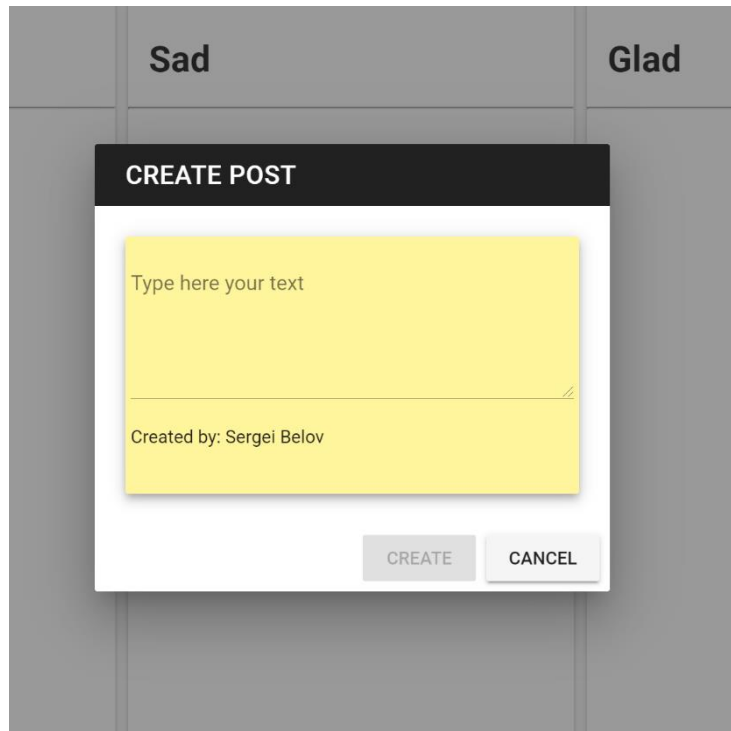 Sad
Glad
CREATE POST
Type here your text
Created by: Sergei Belov
CREATE
CANCEL